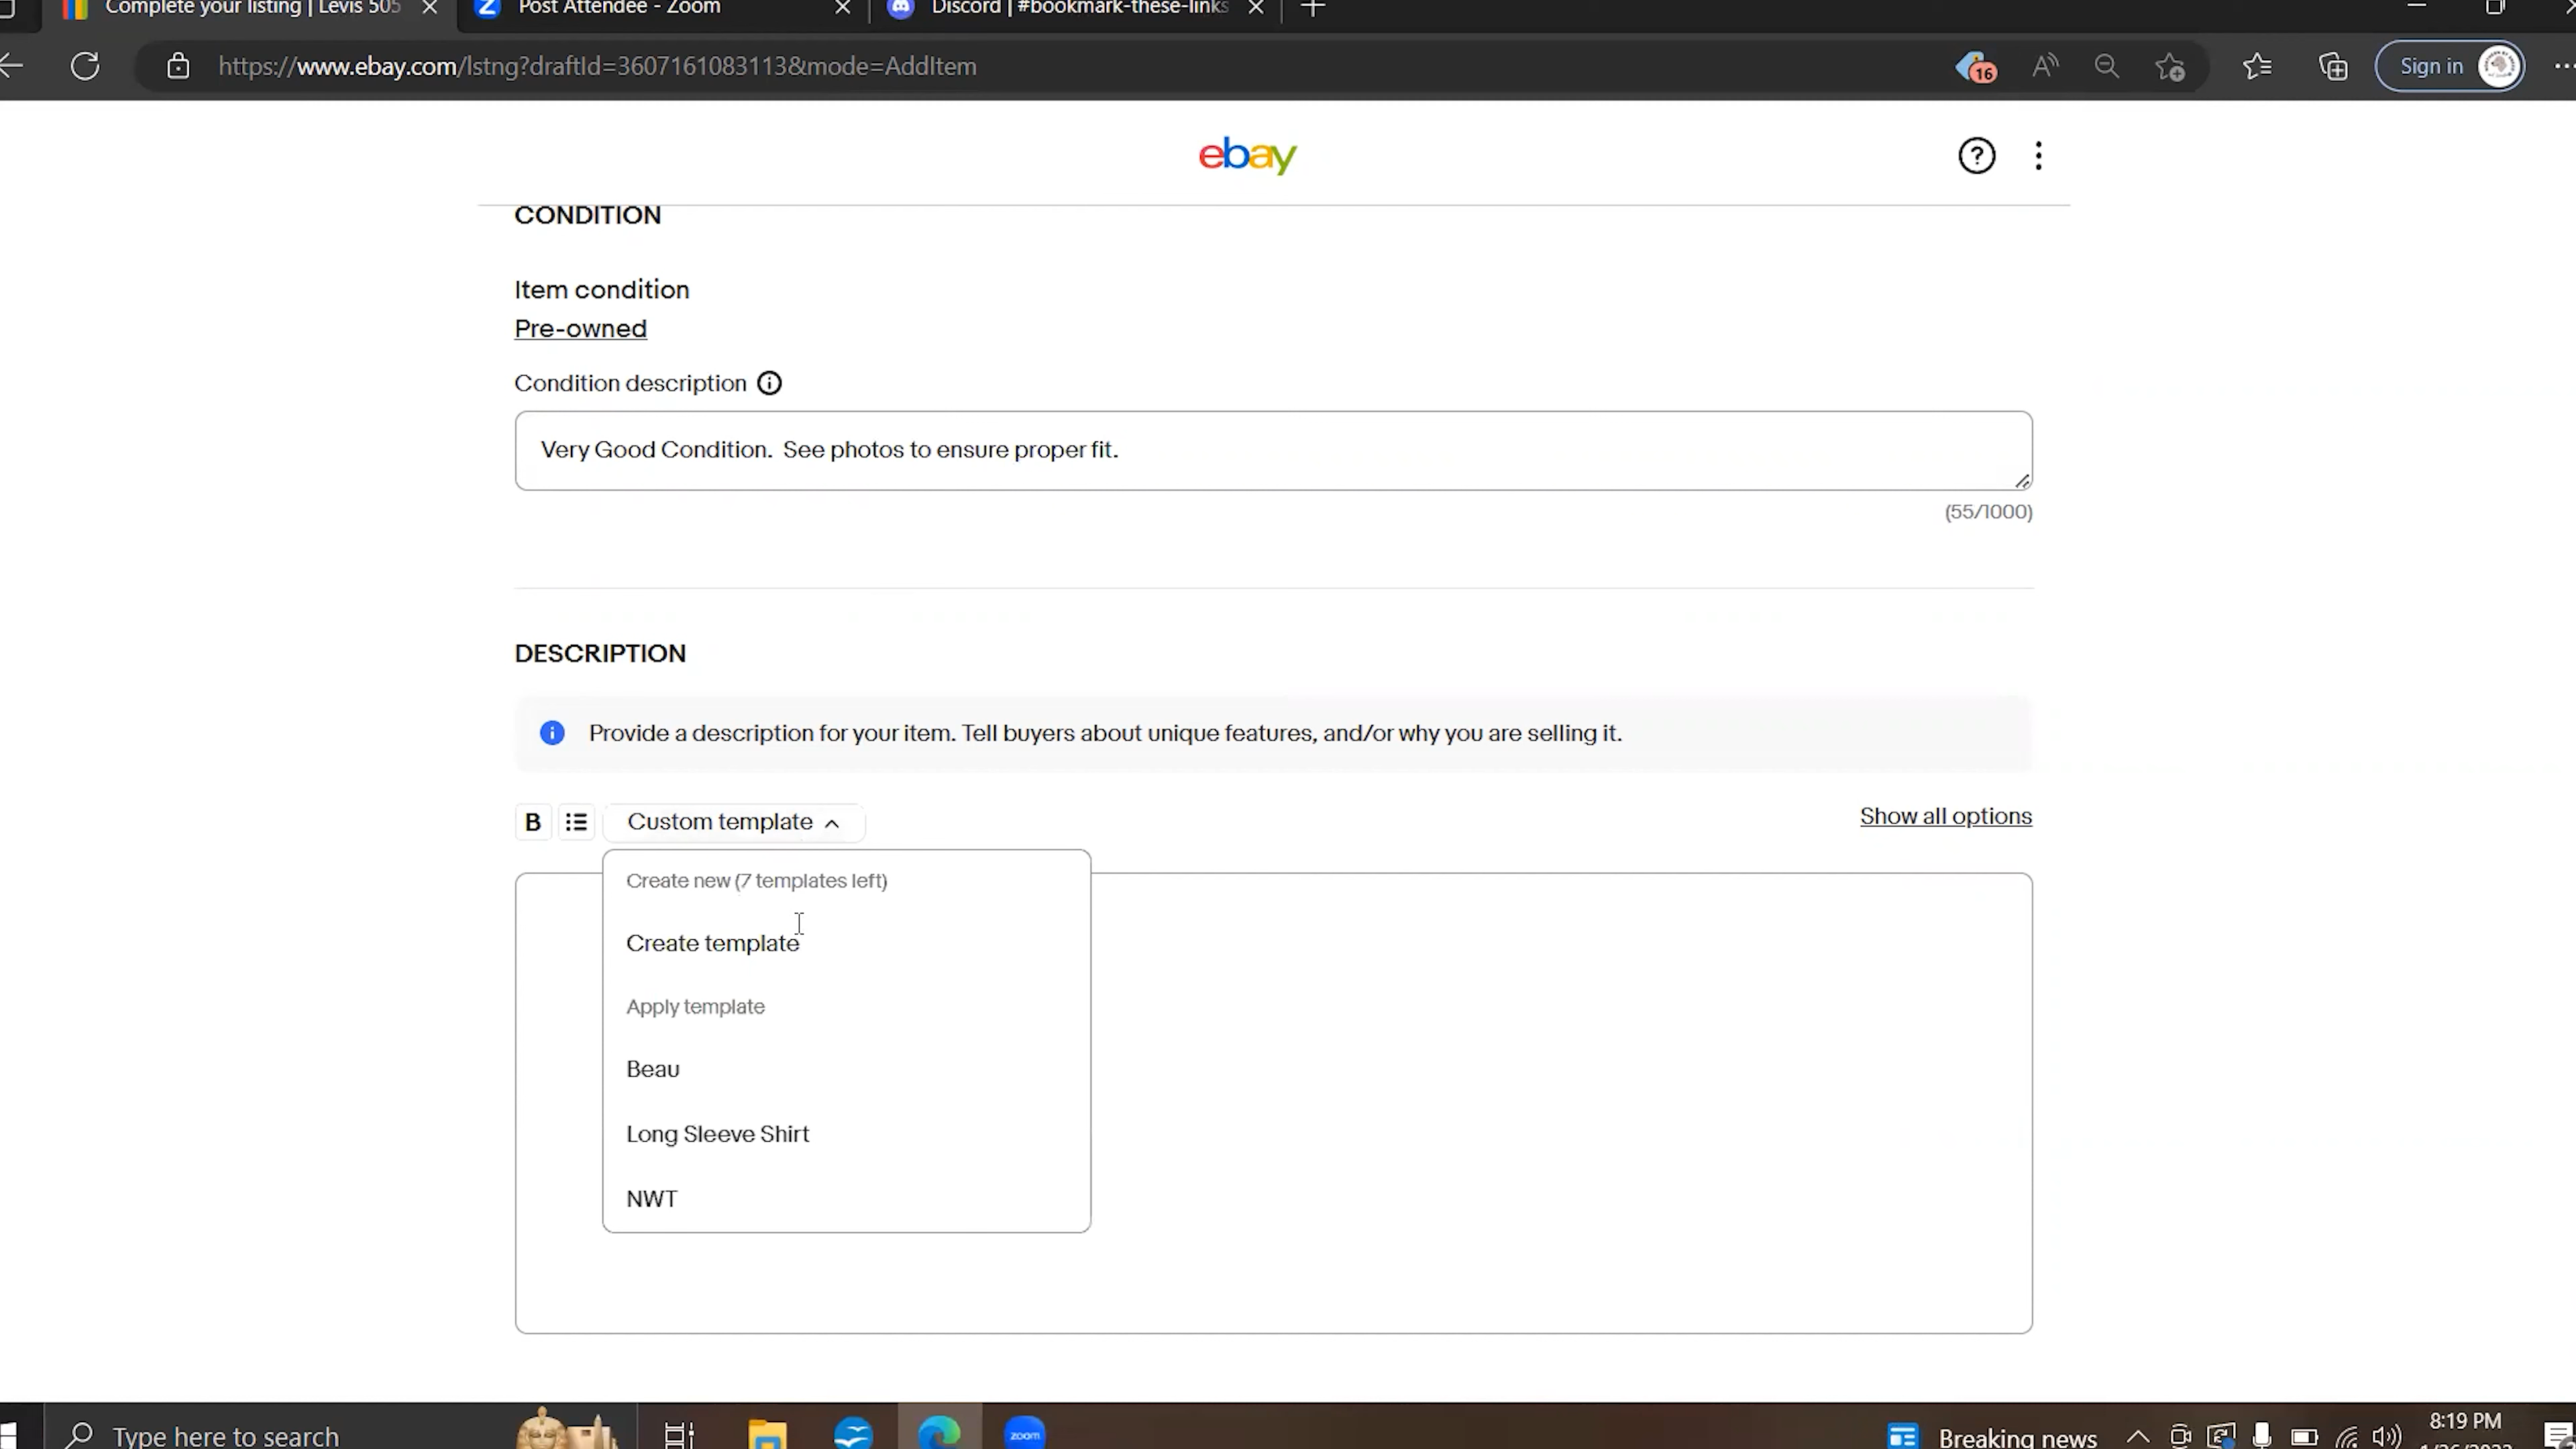 Complete your listing | Levis 505
Post Attendee - Zoom
Discord | #bookmark-these-links
https://www.ebay.com/lstng?draftId=3607161083113&mode=AddItem
16
Sign in
ebay
CONDITION
Item condition
Pre-owned
Condition description
Very Good Condition.  See photos to ensure proper fit.
(55/1000)
DESCRIPTION
Provide a description for your item. Tell buyers about unique features, and/or why you are selling it.
B
Custom template
Show all options
Create new (7 templates left)
Create template
Apply template
Beau
Long Sleeve Shirt
NWT
Type here to search
zoom
Breaking news
8:19 PM